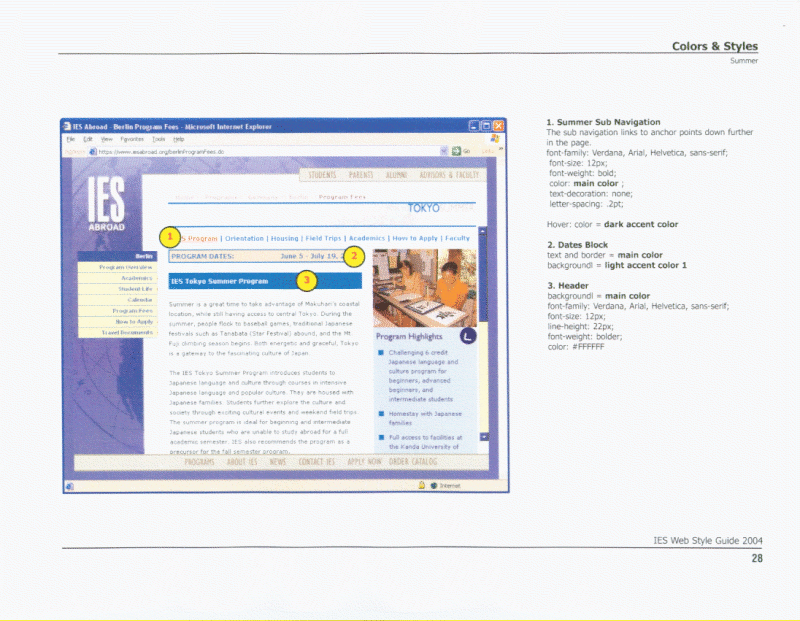 Colors & Styles
Summer
IES Abroad - Berlin Program Fees - Microsoft Internet Explorer
File Edit View Favorites Tools Help
https://www.iesabroad.org/berlinProgramFees.do
Go
STUDENTS PARENTS ALUMNI ADVISORS & FACULTY
Program Fees
TOKYO
IES
ABROAD
1
S Program | Orientation | Housing | Field Trips | Academics | How to Apply | Faculty
PROGRAM DATES: June 5 - July 19, 2
2
IES Tokyo Summer Program
3
Berlin
Program Overview
Academics
Student Life
Calendar
Program Fees
How to Apply
Travel Documents
Summer is a great time to take advantage of Makuhari's coastal
location, while still having access to central Tokyo. During the
summer, people flock to baseball games, traditional Japanese
festivals such as Tanabata (Star Festival) abound, and the Mt.
Fuji climbing season begins. Both energetic and graceful, Tokyo
is a gateway to the fascinating culture of Japan.
The IES Tokyo Summer Program introduces students to
Japanese language and culture through courses in intensive
Japanese language and popular culture. They are housed with
Japanese families. Students further explore the culture and
society through exciting cultural events and weekend field trips.
The summer program is ideal for beginning and intermediate
Japanese students who are unable to study abroad for a full
academic semester. IES also recommends the program as a
precursor for the fall semester program.
Program Highlights
Challenging 6 credit
Japanese language and
culture program for
beginners, advanced
beginners, and
intermediate students
Homestay with Japanese
families
Full access to facilities at
the Kanda University of
PROGRAMS ABOUT IES NEWS CONTACT IES APPLY NOW ORDER CATALOG
Internet
1. Summer Sub Navigation
The sub navigation links to anchor points down further
in the page.
font-family: Verdana, Arial, Helvetica, sans-serif;
font-size: 12px;
font-weight: bold;
color: main color ;
text-decoration: none;
letter-spacing: .2pt;
Hover: color = dark accent color
2. Dates Block
text and border = main color
backgroundl = light accent color 1
3. Header
backgroundl = main color
font-family: Verdana, Arial, Helvetica, sans-serif;
font-size: 12px;
line-height: 22px;
font-weight: bolder;
color: #FFFFFF
IES Web Style Guide 2004
28